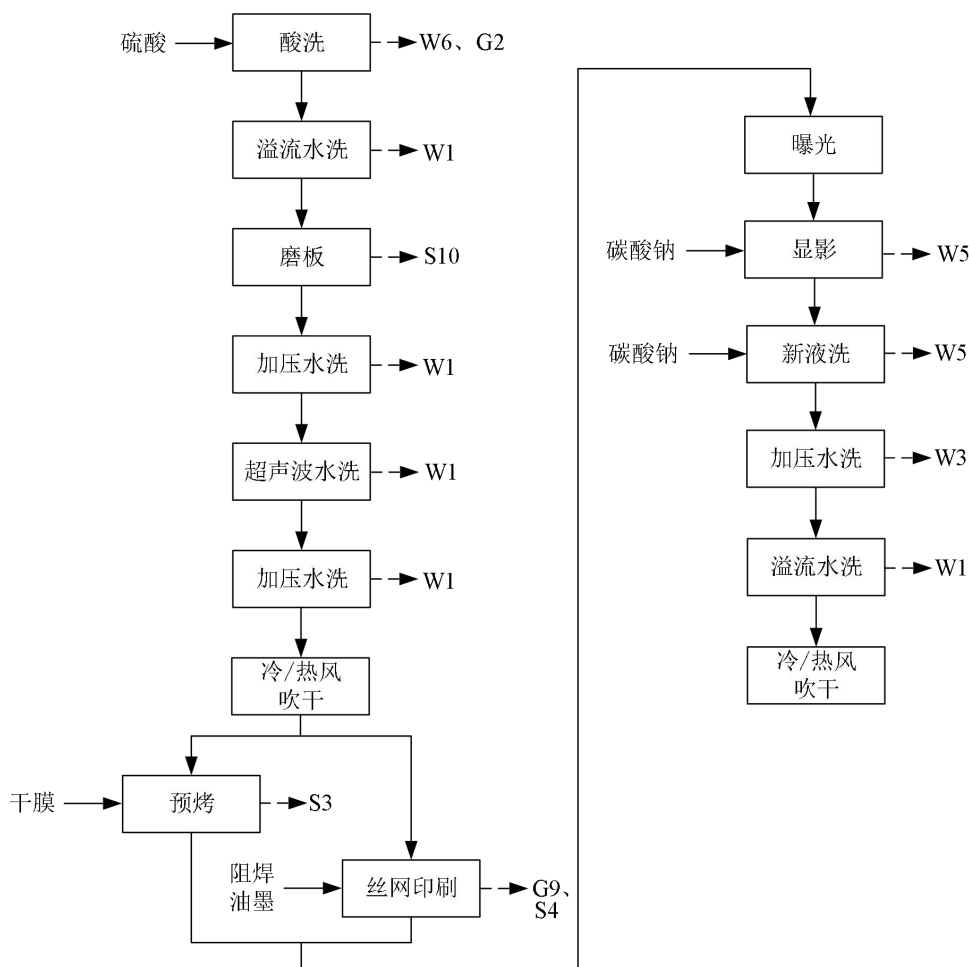 硫酸
酸洗
W6、G2
溢流水洗
W1
磨板
S10
加压水洗
W1
超声波水洗
W1
加压水洗
W1
冷/热风
吹干
干膜
预烤
S3
阻焊
油墨
丝网印刷
G9、
S4
曝光
碳酸钠
显影
W5
碳酸钠
新液洗
W5
加压水洗
W3
溢流水洗
W1
冷/热风
吹干